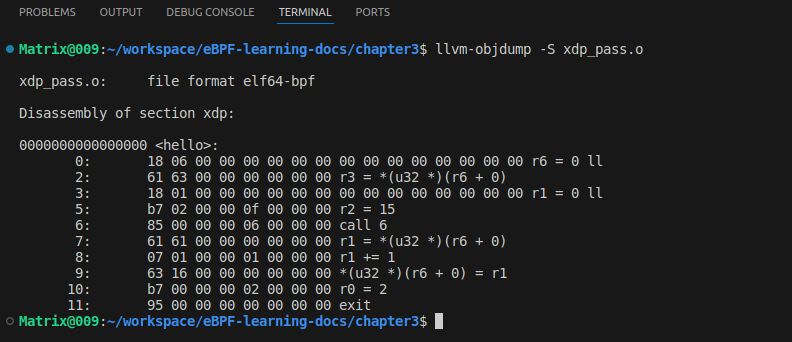 PROBLEMS OUTPUT DEBUG CONSOLE TERMINAL PORTS
Matrix@009:~/workspace/eBPF-learning-docs/chapter3$ llvm-objdump -S xdp_pass.o
xdp_pass.o: file format elf64-bpf
Disassembly of section xdp:
0000000000000000 <hello>:
0: 18 06 00 00 00 00 00 00 00 00 00 00 00 00 00 00 r6 = 0 ll
2: 61 63 00 00 00 00 00 00 r3 = *(u32 *)(r6 + 0)
3: 18 01 00 00 00 00 00 00 00 00 00 00 00 00 00 00 r1 = 0 ll
5: b7 02 00 00 0f 00 00 00 r2 = 15
6: 85 00 00 00 06 00 00 00 call 6
7: 61 61 00 00 00 00 00 00 r1 = *(u32 *)(r6 + 0)
8: 07 01 00 00 01 00 00 00 r1 += 1
9: 63 16 00 00 00 00 00 00 *(u32 *)(r6 + 0) = r1
10: b7 00 00 00 02 00 00 00 r0 = 2
11: 95 00 00 00 00 00 00 00 exit
Matrix@009:~/workspace/eBPF-learning-docs/chapter3$